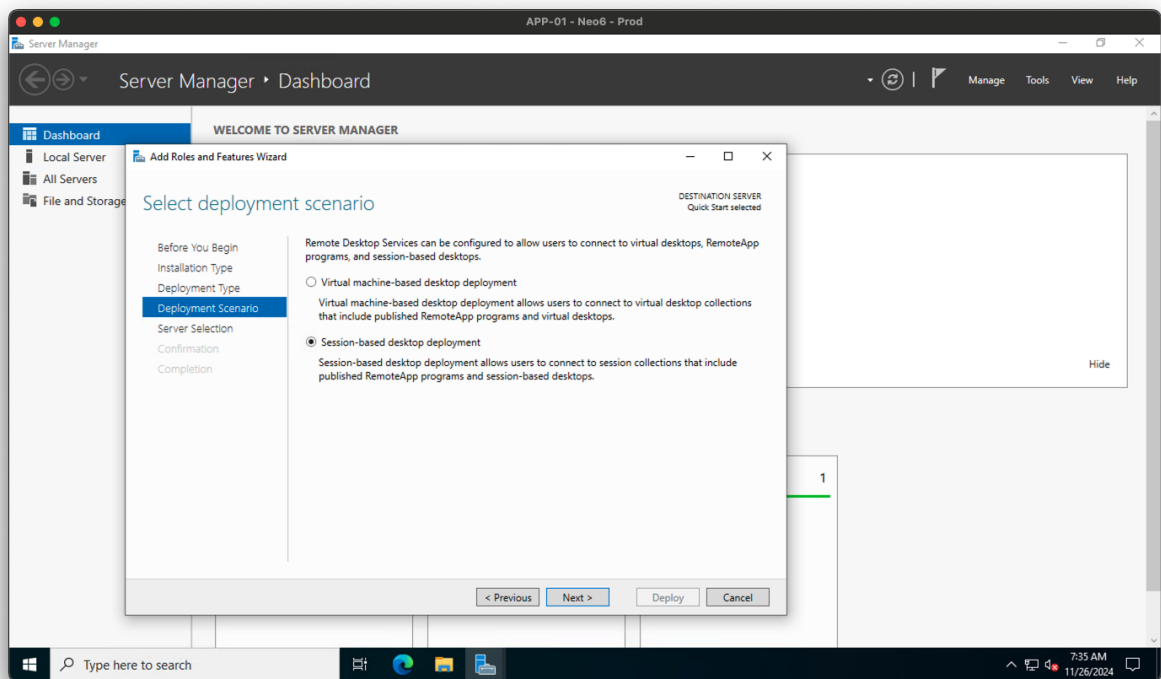 APP-01 - Neo6 - Prod
Server Manager
Server Manager ‣ Dashboard
Manage Tools View Help
Dashboard
Local Server
All Servers
File and Storage
WELCOME TO SERVER MANAGER
Add Roles and Features Wizard
Select deployment scenario
DESTINATION SERVER
Quick Start selected
Before You Begin
Installation Type
Deployment Type
Deployment Scenario
Server Selection
Confirmation
Completion
Remote Desktop Services can be configured to allow users to connect to virtual desktops, RemoteApp
programs, and session-based desktops.
Virtual machine-based desktop deployment
Virtual machine-based desktop deployment allows users to connect to virtual desktop collections
that include published RemoteApp programs and virtual desktops.
Session-based desktop deployment
Session-based desktop deployment allows users to connect to session collections that include
published RemoteApp programs and session-based desktops.
Hide
1
< Previous Next > Deploy Cancel
Type here to search
7:35 AM
11/26/2024